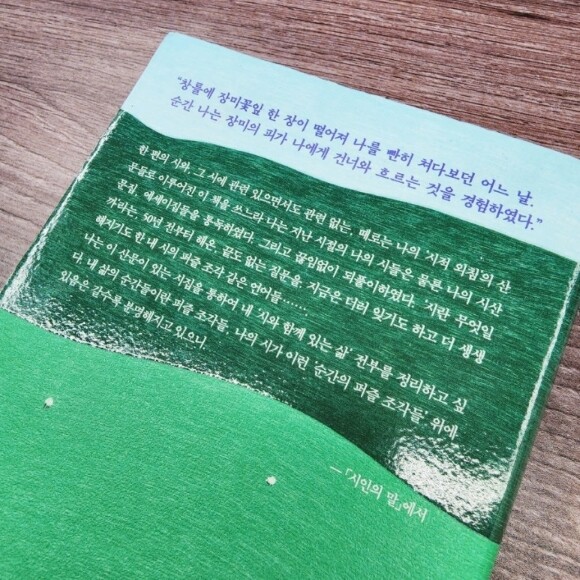 "창틀에 장미꽃잎 한 장이 떨어져 나를 빤히 쳐다보던 어느 날.
순간 나는 장미의 피가 나에게 건너와 흐르는 것을 경험하였다."
한 편의 시와, 그 시에 관련 있으면서도 관련 없는, 때로는 나의 '시적 외침'의 산
문들로 이루어진 이 책을 쓰느라 나는 지난 시절의 나의 시들은 물론 나의 시산
문집, 에세이집들을 통독하였다. 그리고 끊임없이 되풀이하였다. '시란 무엇일
까'라는, 50년 전부터 해온, 끝도 없는 질문을. 지금은 더러 잊기도 하고 더 생생
해지기도 한 내 시의 퍼즐 조각 같은 언어들……
나는 이 산문이 있는 시집을 통하여 내 '시와 함께 있는 삶' 전부를 정리하고 싶
다. 내 삶의 순간들이란 퍼즐 조각들, 나의 시가 이런 '순간의 퍼즐 조각들' 위에
있음은 갈수록 분명해지고 있으니.
—「시인의 말」에서